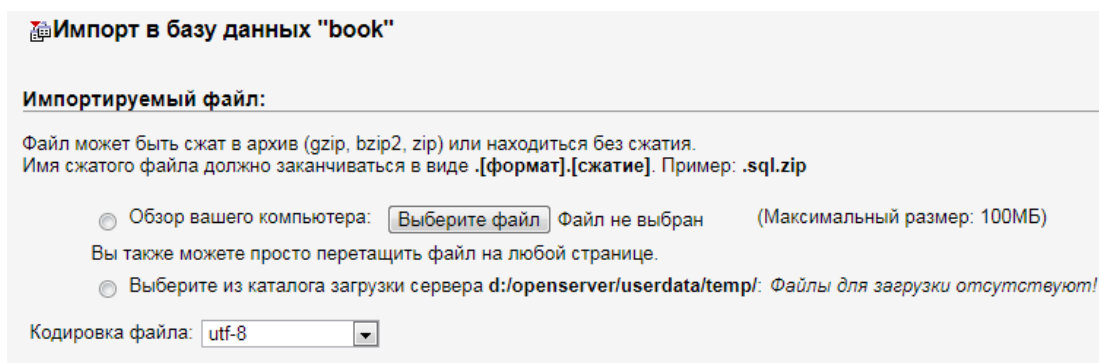 Импорт в базу данных "book"
Импортируемый файл:
Файл может быть сжат в архив (gzip, bzip2, zip) или находиться без сжатия.
Имя сжатого файла должно заканчиваться в виде .[формат].[сжатие]. Пример: .sql.zip
Обзор вашего компьютера: Выберите файл Файл не выбран (Максимальный размер: 100МБ)
Вы также можете просто перетащить файл на любой странице.
Выберите из каталога загрузки сервера d:/openserver/userdata/temp/: Файлы для загрузки отсутствуют!
Кодировка файла: utf-8